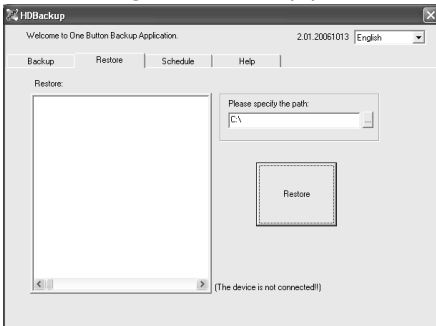 HDBackup
Welcome to One Button Backup Application.
2.01.20061013
English
Backup
Restore
Schedule
Help
Restore:
Please specify the path:
C:\
...
Restore
(The device is not connected!!)